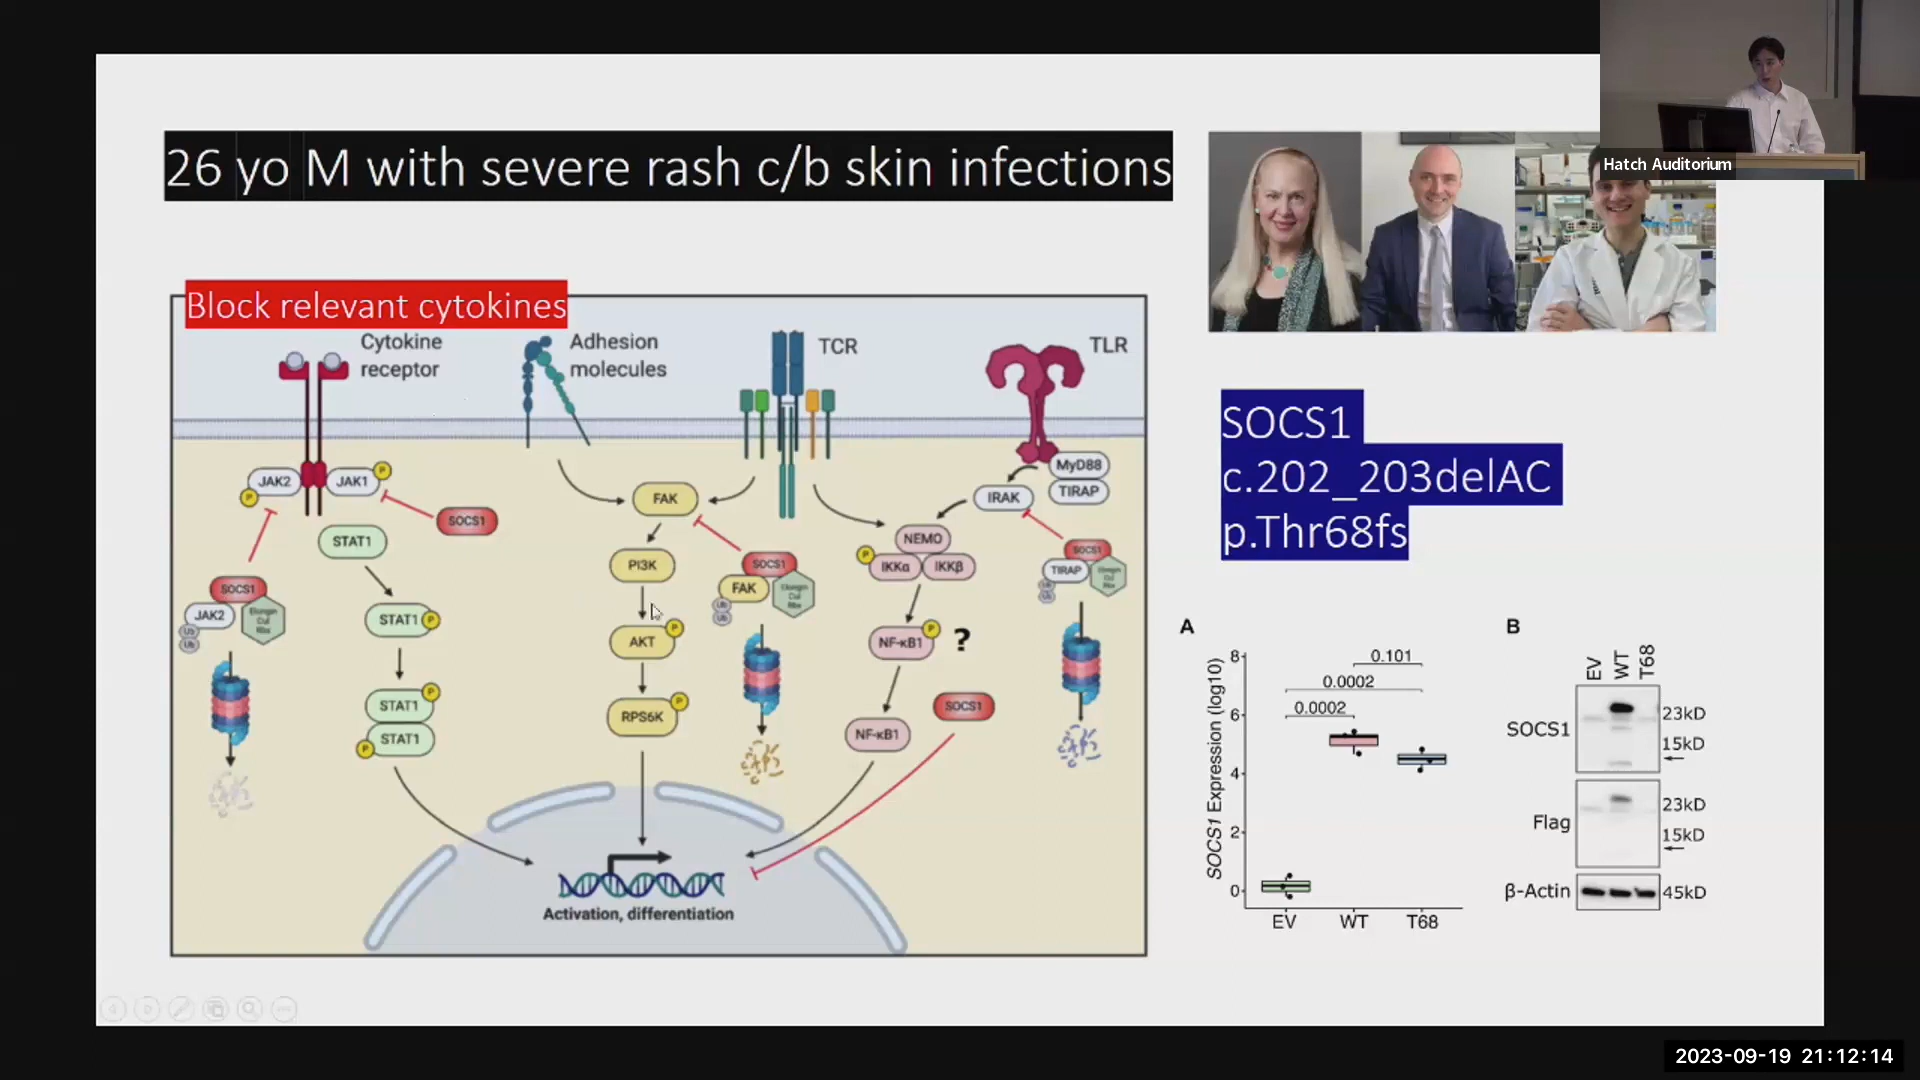 Hatch Auditorium
26 yo M with severe rash c/b skin infections
Block relevant cytokines
Cytokine
receptor
Adhesion
molecules
TCR
TLR
JAK2
JAK1
P
P
SOCS1
STAT1
SOCS1
JAK2
Ub
Ub
Elongin
Cul
Rbx
STAT1
P
STAT1
P
STAT1
P
FAK
PI3K
AKT
P
RPS6K
P
SOCS1
FAK
Ub
Ub
Elongin
Cul
Rbx
MyD88
TIRAP
IRAK
NEMO
P
IKKα
IKKβ
NF-κB1
P
?
NF-κB1
SOCS1
SOCS1
TIRAP
Ub
Ub
Elongin
Cul
Rbx
Activation, differentiation
SOCS1
c.202_203delAC
p.Thr68fs
A
SOCS1 Expression (log10)
8
6
4
2
0
0.101
0.0002
0.0002
EV
WT
T68
B
EV
WT
T68
SOCS1
23kD
15kD
Flag
23kD
15kD
β-Actin
45kD
2023-09-19 21:12:14